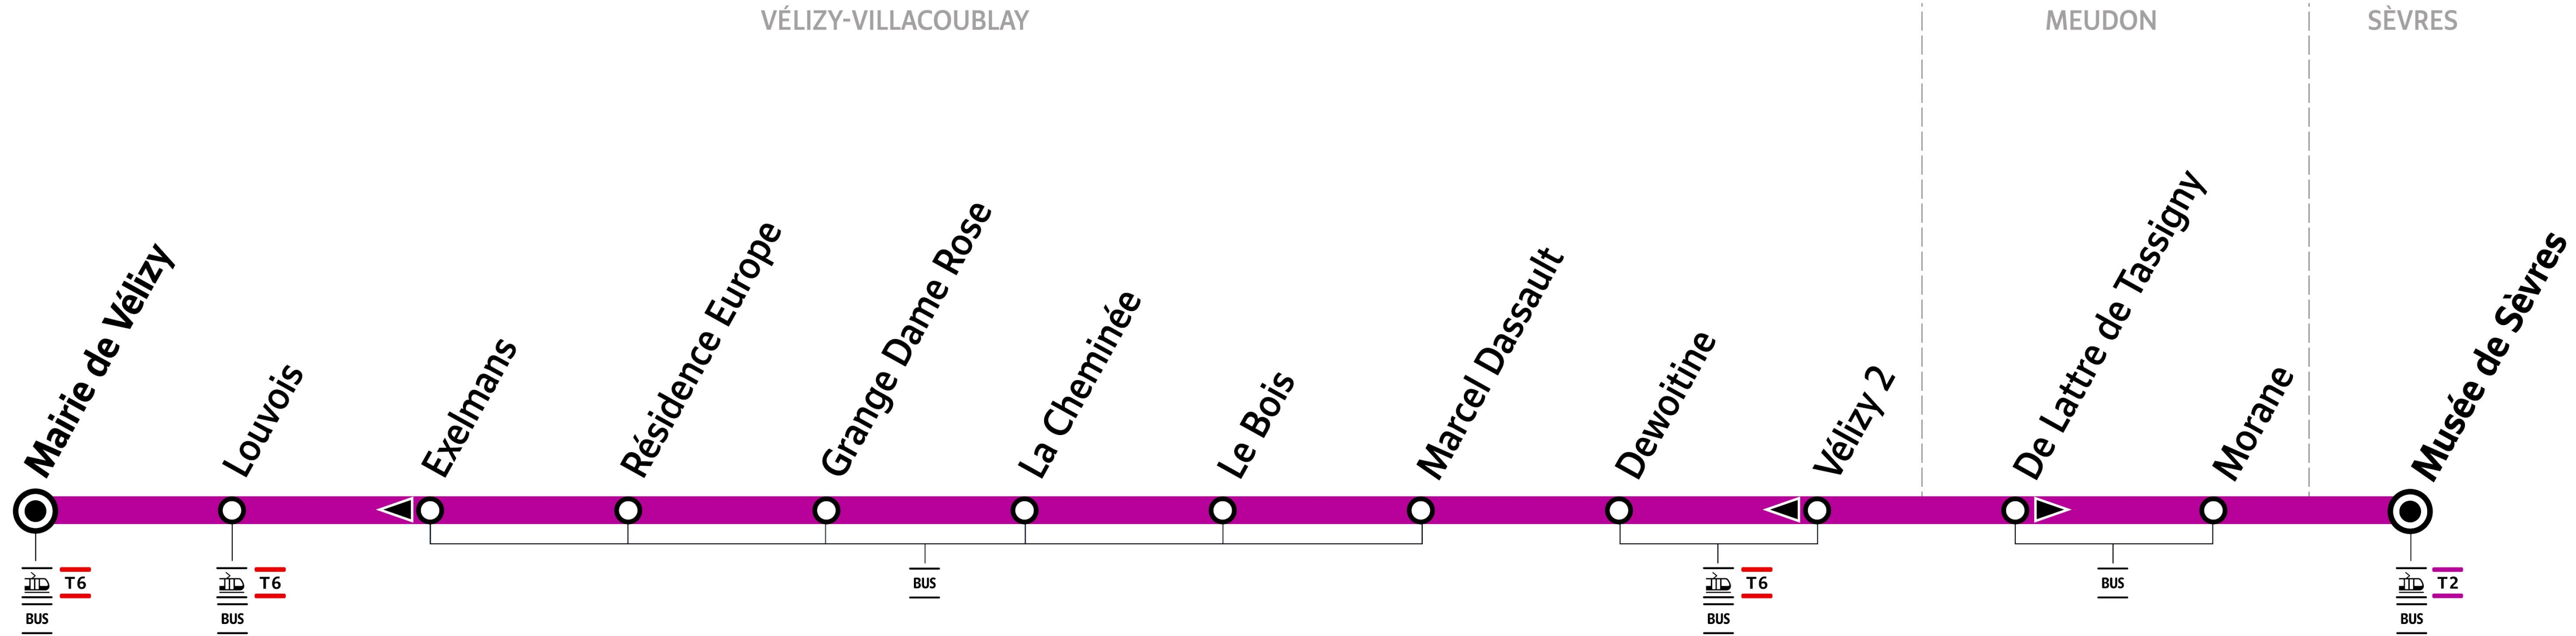 VÉLIZY-VILLACOUBLAY
MEUDON
SÈVRES
Mairie de Vélizy
Louvois
Exelmans
Résidence Europe
Grange Dame Rose
La Cheminée
Le Bois
Marcel Dassault
Dewoitine
Vélizy 2
De Lattre de Tassigny
Morane
Musée de Sèvres
T6
BUS
T6
BUS
BUS
T6
BUS
BUS
T2
BUS